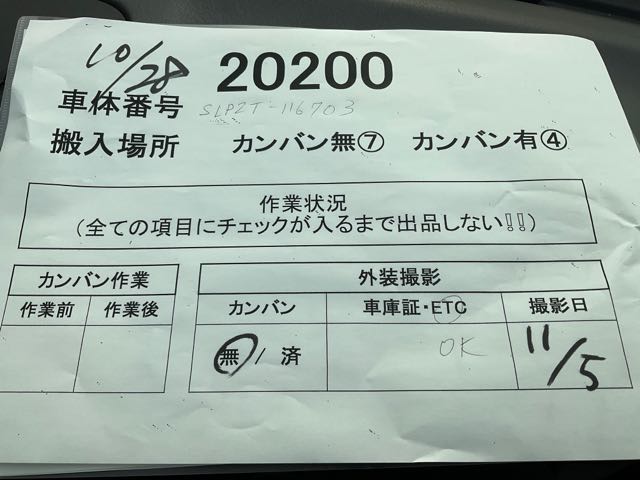 10/28 20200
車体番号 SLP2T-116703
搬入場所 カンバン無⑦ カンバン有④
作業状況
(全ての項目にチェックが入るまで出品しない!!)
カンバン作業 外装撮影
作業前 作業後 カンバン 車庫証・ETC 撮影日
無 / 済 OK 11/5